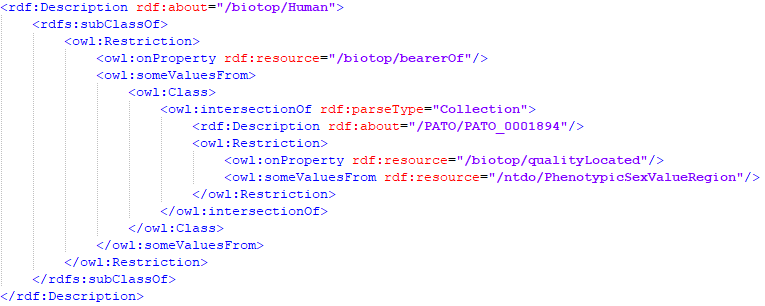 <rdf:Description rdf:about="/biotop/Human">
<rdfs:subClassOf>
<owl:Restriction>
<owl:onProperty rdf:resource="/biotop/bearerOf"/>
<owl:someValuesFrom>
<owl:Class>
<owl:intersectionOf rdf:parseType="Collection">
<rdf:Description rdf:about="/PATO/PATO_0001894"/>
<owl:Restriction>
<owl:onProperty rdf:resource="/biotop/qualityLocated"/>
<owl:someValuesFrom rdf:resource="/ntdo/PhenotypicSexValueRegion"/>
</owl:Restriction>
</owl:intersectionOf>
</owl:Class>
</owl:someValuesFrom>
</owl:Restriction>
</rdfs:subClassOf>
</rdf:Description>